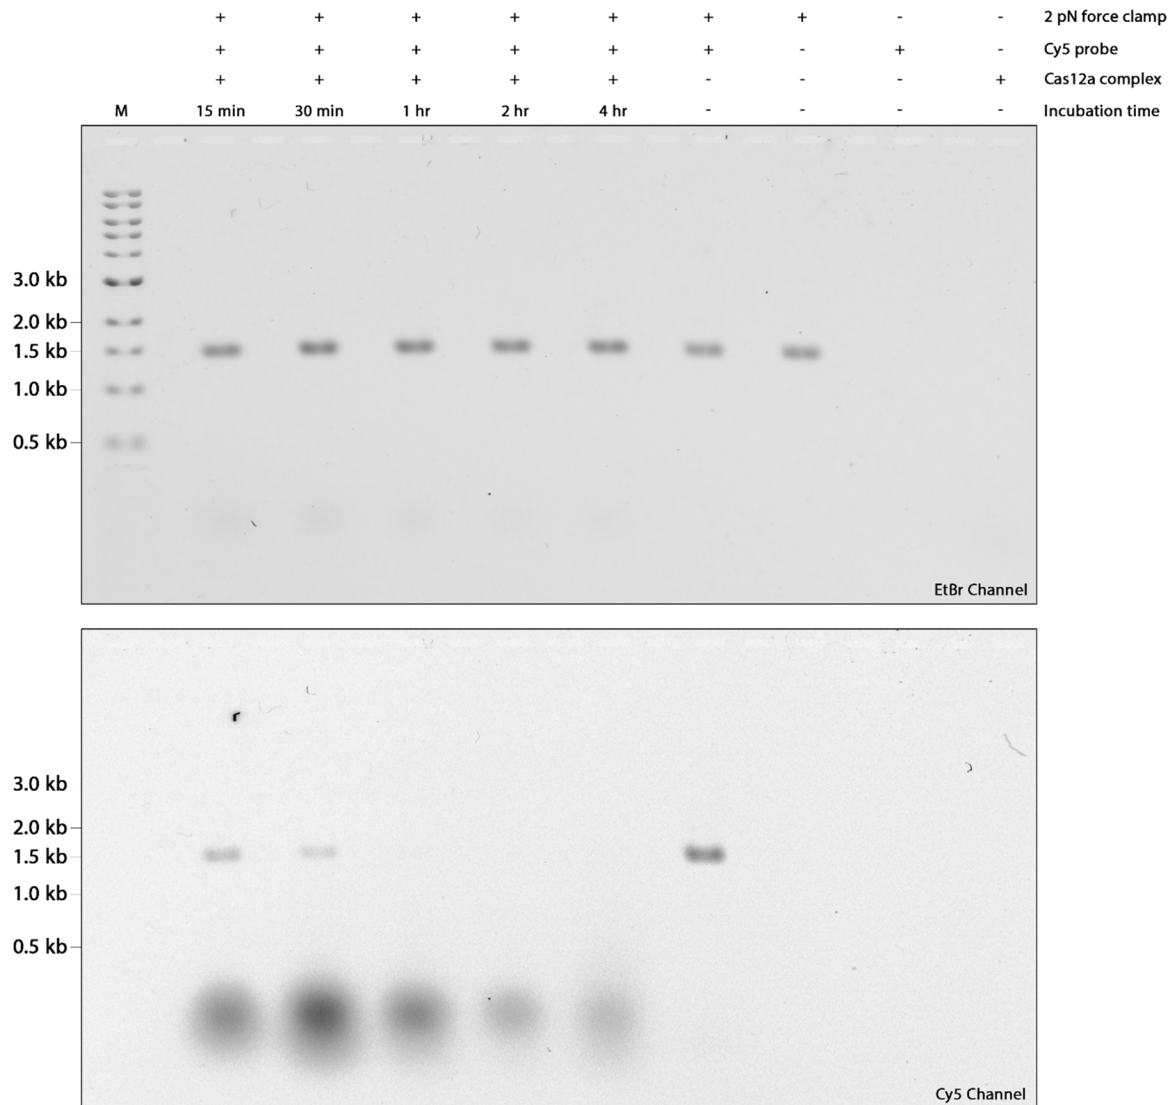 + + + + + + + - - 2 pN force clamp
+ + + + + + - + - Cy5 probe
+ + + + + - - - + Cas12a complex
M 15 min 30 min 1 hr 2 hr 4 hr - - - - Incubation time
3.0 kb
2.0 kb
1.5 kb
1.0 kb
0.5 kb
EtBr Channel
3.0 kb
2.0 kb
1.5 kb
1.0 kb
0.5 kb
Cy5 Channel